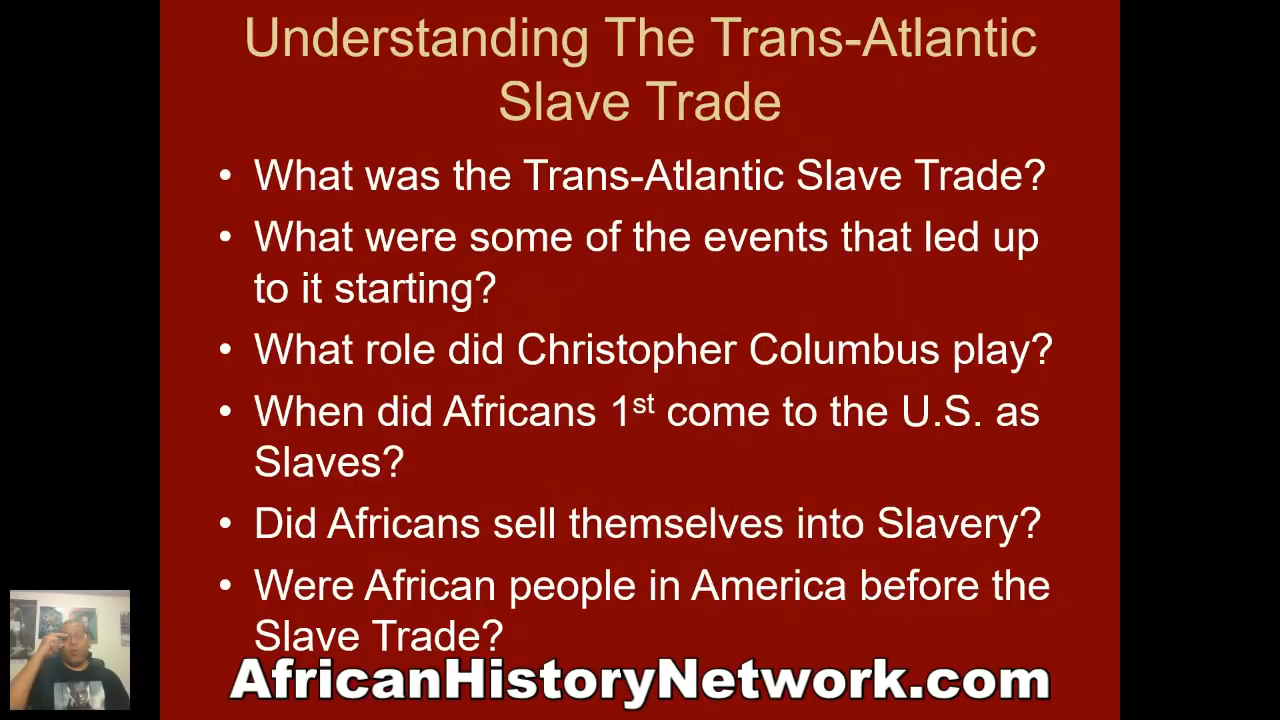 Understanding The Trans-Atlantic
Slave Trade
• What was the Trans-Atlantic Slave Trade?
• What were some of the events that led up
to it starting?
• What role did Christopher Columbus play?
• When did Africans 1st come to the U.S. as
Slaves?
• Did Africans sell themselves into Slavery?
• Were African people in America before the
Slave Trade?
AfricanHistoryNetwork.com